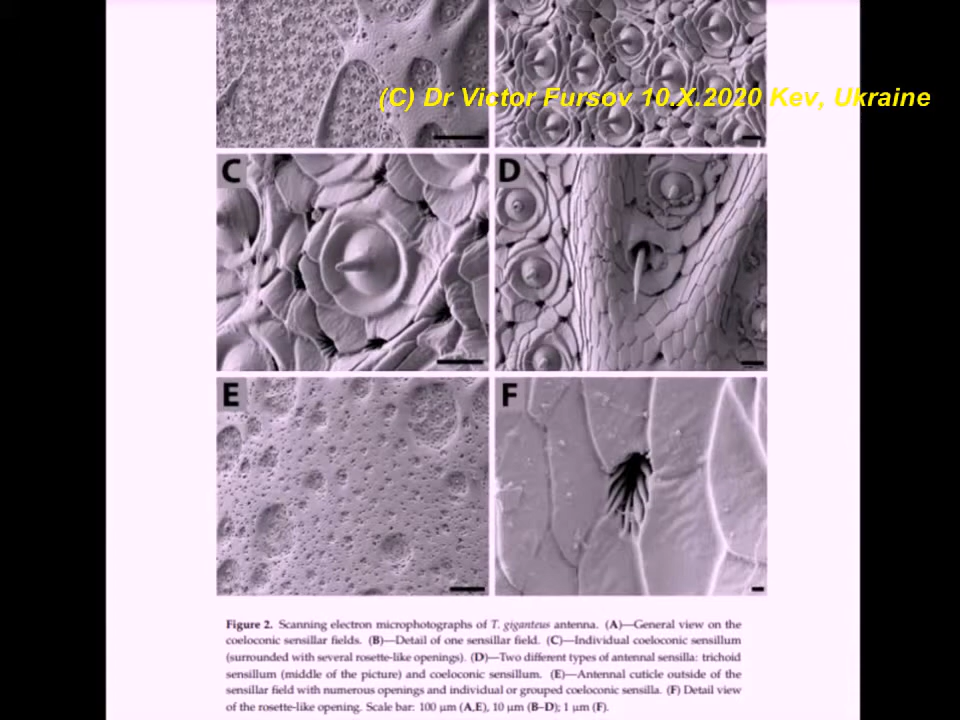 (C) Dr Victor Fursov 10.X.2020 Kev, Ukraine
C
D
E
F
Figure 2. Scanning electron microphotographs of T. giganteus antenna. (A)—General view on the
coeloconic sensillar fields. (B)—Detail of one sensillar field. (C)—Individual coeloconic sensillum
(surrounded with several rosette-like openings). (D)—Two different types of antennal sensilla: trichoid
sensillum (middle of the picture) and coeloconic sensillum. (E)—Antennal cuticle outside of the
sensillar field with numerous openings and individual or grouped coeloconic sensilla. (F) Detail view
of the rosette-like opening. Scale bar: 100 μm (A,E), 10 μm (B–D); 1 μm (F).